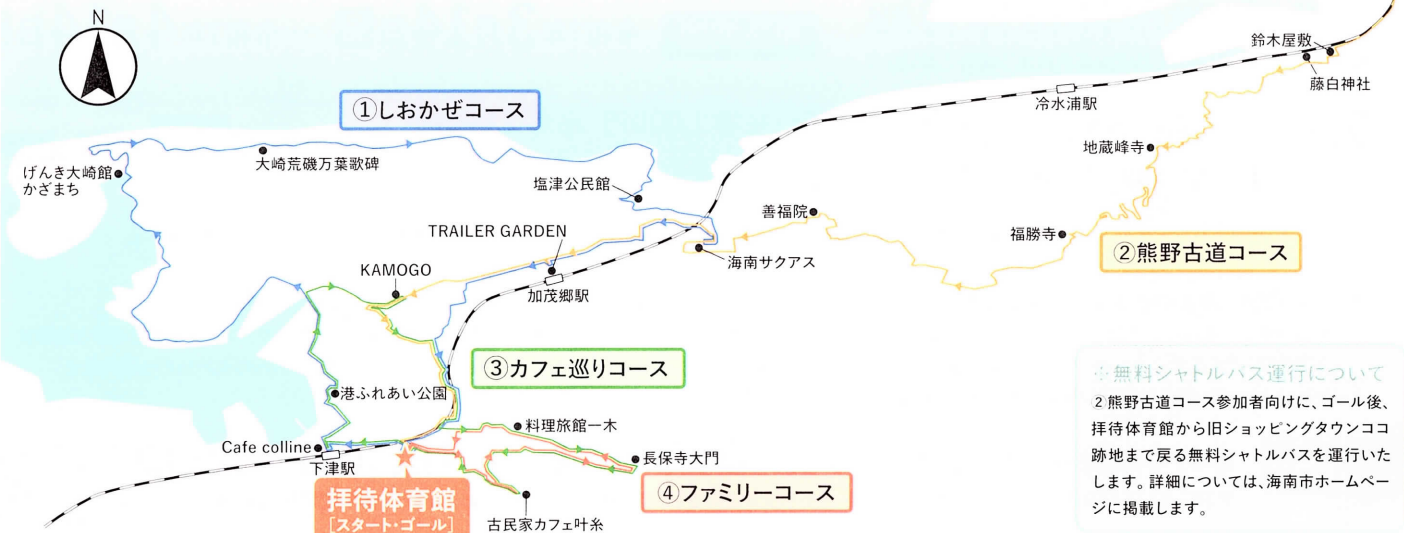 N
①しおかぜコース
大崎荒磯万葉歌碑
げんき大崎館
かざまち
塩津公民館
TRAILER GARDEN
KAMOGO
加茂郷駅
海南サクアス
善福院
冷水浦駅
鈴木屋敷
藤白神社
地蔵峰寺
福勝寺
②熊野古道コース
③カフェ巡りコース
港ふれあい公園
Cafe colline
下津駅
料理旅館一木
長保寺大門
④ファミリーコース
拝待体育館
[スタート・ゴール]
古民家カフェ叶糸
※無料シャトルバス運行について
②熊野古道コース参加者向けに、ゴール後、
拝待体育館から旧ショッピングタウンココ
跡地まで戻る無料シャトルバスを運行いた
します。詳細については、海南市ホームペー
ジに掲載します。